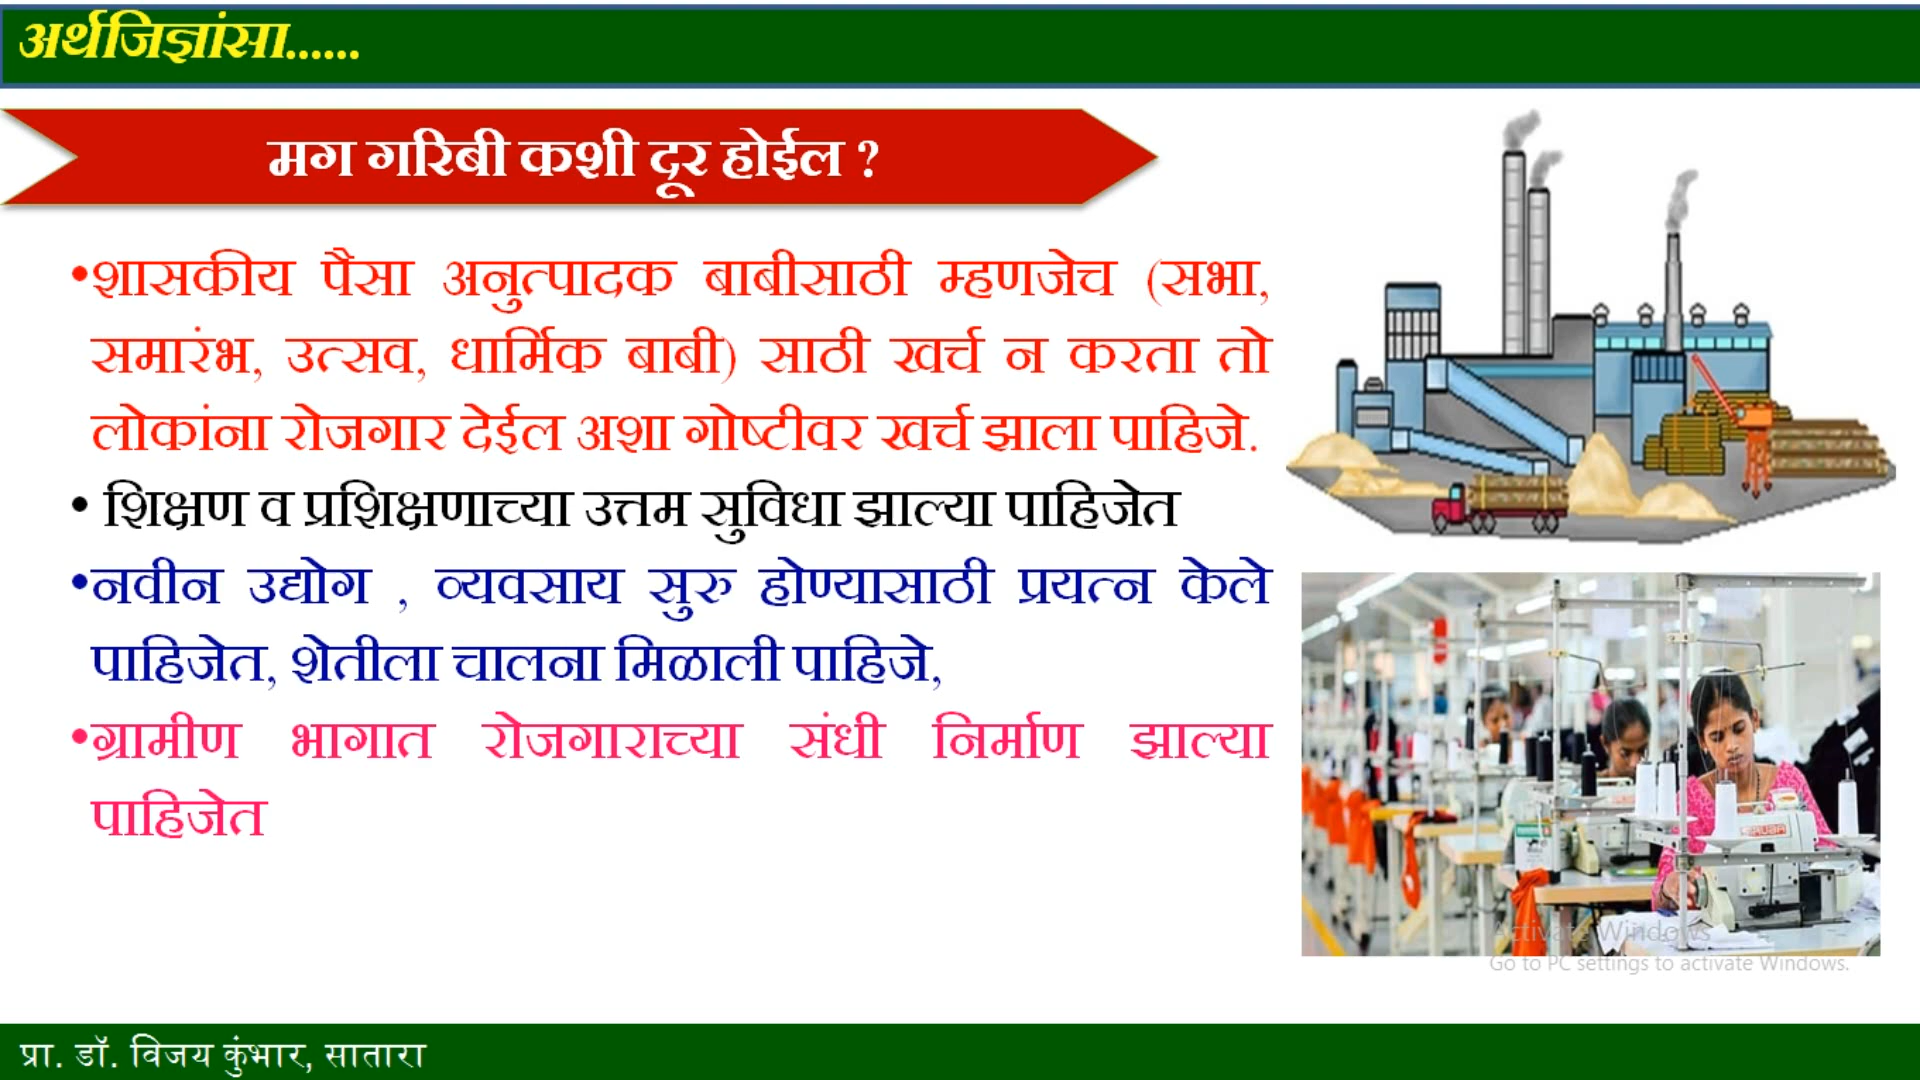 अर्थजिज्ञांसा......
मग गरिबी कशी दूर होईल ?
•शासकीय पैसा अनुत्पादक बाबीसाठी म्हणजेच (सभा,
समारंभ, उत्सव, धार्मिक बाबी) साठी खर्च न करता तो
लोकांना रोजगार देईल अशा गोष्टीवर खर्च झाला पाहिजे.
• शिक्षण व प्रशिक्षणाच्या उत्तम सुविधा झाल्या पाहिजेत
•नवीन उद्योग , व्यवसाय सुरु होण्यासाठी प्रयत्न केले
पाहिजेत, शेतीला चालना मिळाली पाहिजे,
•ग्रामीण भागात रोजगाराच्या संधी निर्माण झाल्या
पाहिजेत
Activate Windows
Go to PC settings to activate Windows.
प्रा. डॉ. विजय कुंभार, सातारा